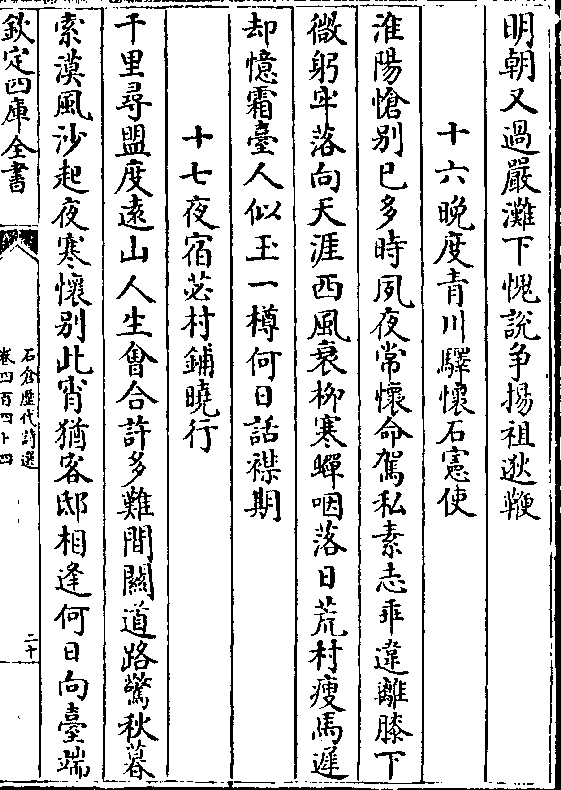 明朝又過嚴灘下愧說争揚祖逖鞭
十六晚度青川驛懷石憲使
淮陽愴别已多時夙夜常懷命駕私素志乖違離膝下
微躬牢落向天涯西風衰柳寒蟬咽落日荒村瘦馬遲
却憶霜臺人似玉一樽何日話襟期
十七夜宿苾村鋪曉行
千里尋盟度遠山人生會合許多難間關道路驚秋暮
索漠風沙起夜寒懷别此宵猶客邸相逢何日向臺端
欽定四庫全書
石倉歷代詩選
卷四百四十四
二十